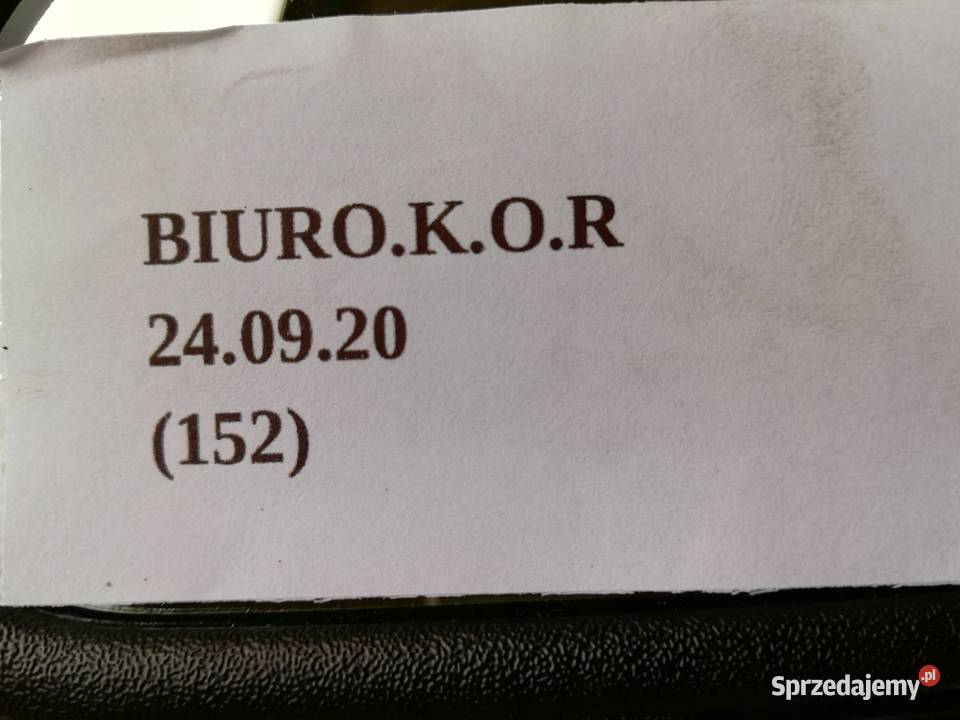 BIURO.K.O.R
24.09.20
(152)
Sprzedajemy.pl